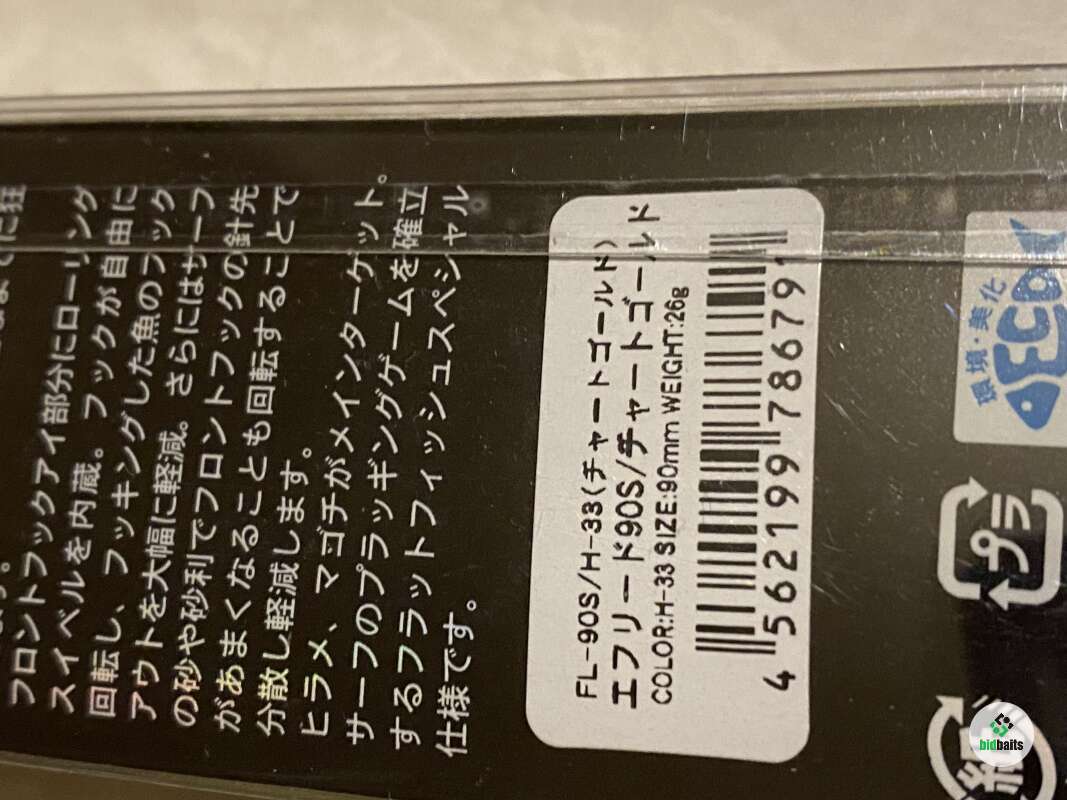 フロントフックアイ部分にローリング
スイベルを内蔵。フックが自由に
回転し、フッキングした魚のフック
アウトを大幅に軽減。さらにはサーフ
の砂や砂利でフロントフックの針先
があまくなることも回転することで
分散し軽減します。
ヒラメ、マゴチがメインターゲット。
サーフのプラッギングゲームを確立
するフラットフィッシュスペシャル
仕様です。
FL-90S/H-33(チャートゴールド)
エフリード90S/チャートゴールド
COLOR:H-33 SIZE:90mm WEIGHT:26g
4 562199 78679
環境・美化
ECO
プラ
紙
bidbaits